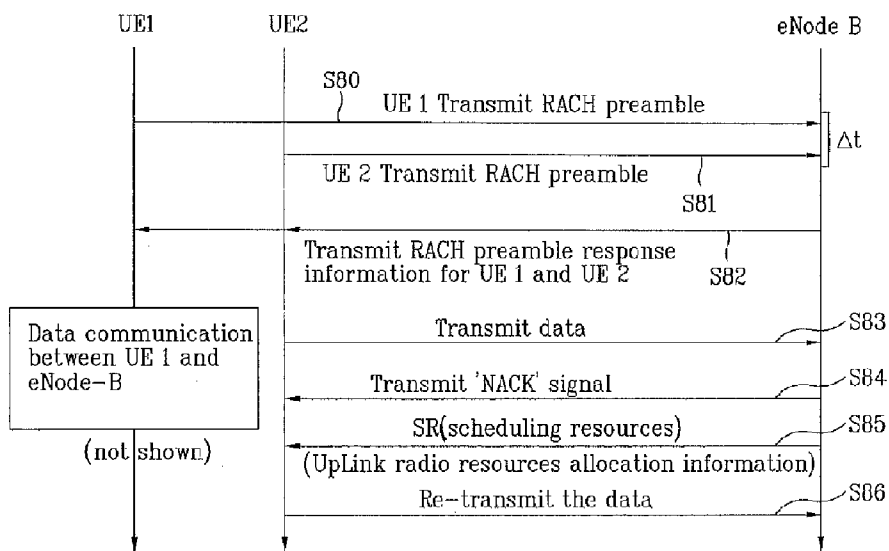 UE1
UE2
eNode B
S80
UE 1 Transmit RACH preamble
Δt
UE 2 Transmit RACH preamble
S81
Transmit RACH preamble response
information for UE 1 and UE 2
S82
Data communication
between UE 1 and
eNode-B
(not shown)
Transmit data
S83
Transmit 'NACK' signal
S84
SR(scheduling resources)
S85
(UpLink radio resources allocation information)
Re-transmit the data
S86